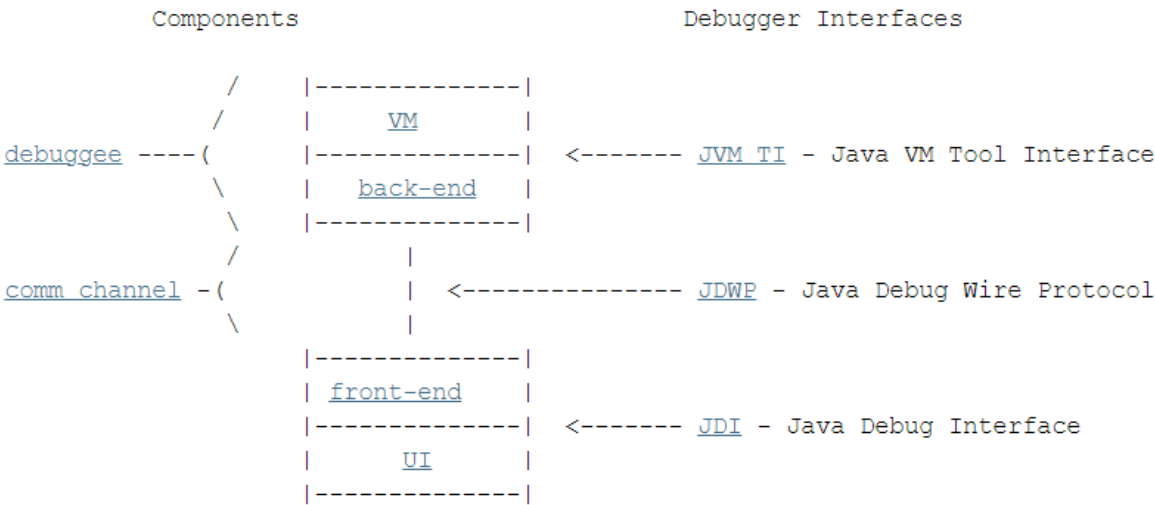 Components                          Debugger Interfaces
               /    |--------------|
              /     |     VM       |
debuggee ----(      |--------------|  <------- JVM TI - Java VM Tool Interface
              \     |   back-end   |
               \    |--------------|
               /           |
comm channel -(            |  <--------------- JDWP - Java Debug Wire Protocol
               \           |
                    |--------------|
                    | front-end    |
                    |--------------|  <------- JDI - Java Debug Interface
                    |      UI      |
                    |--------------|